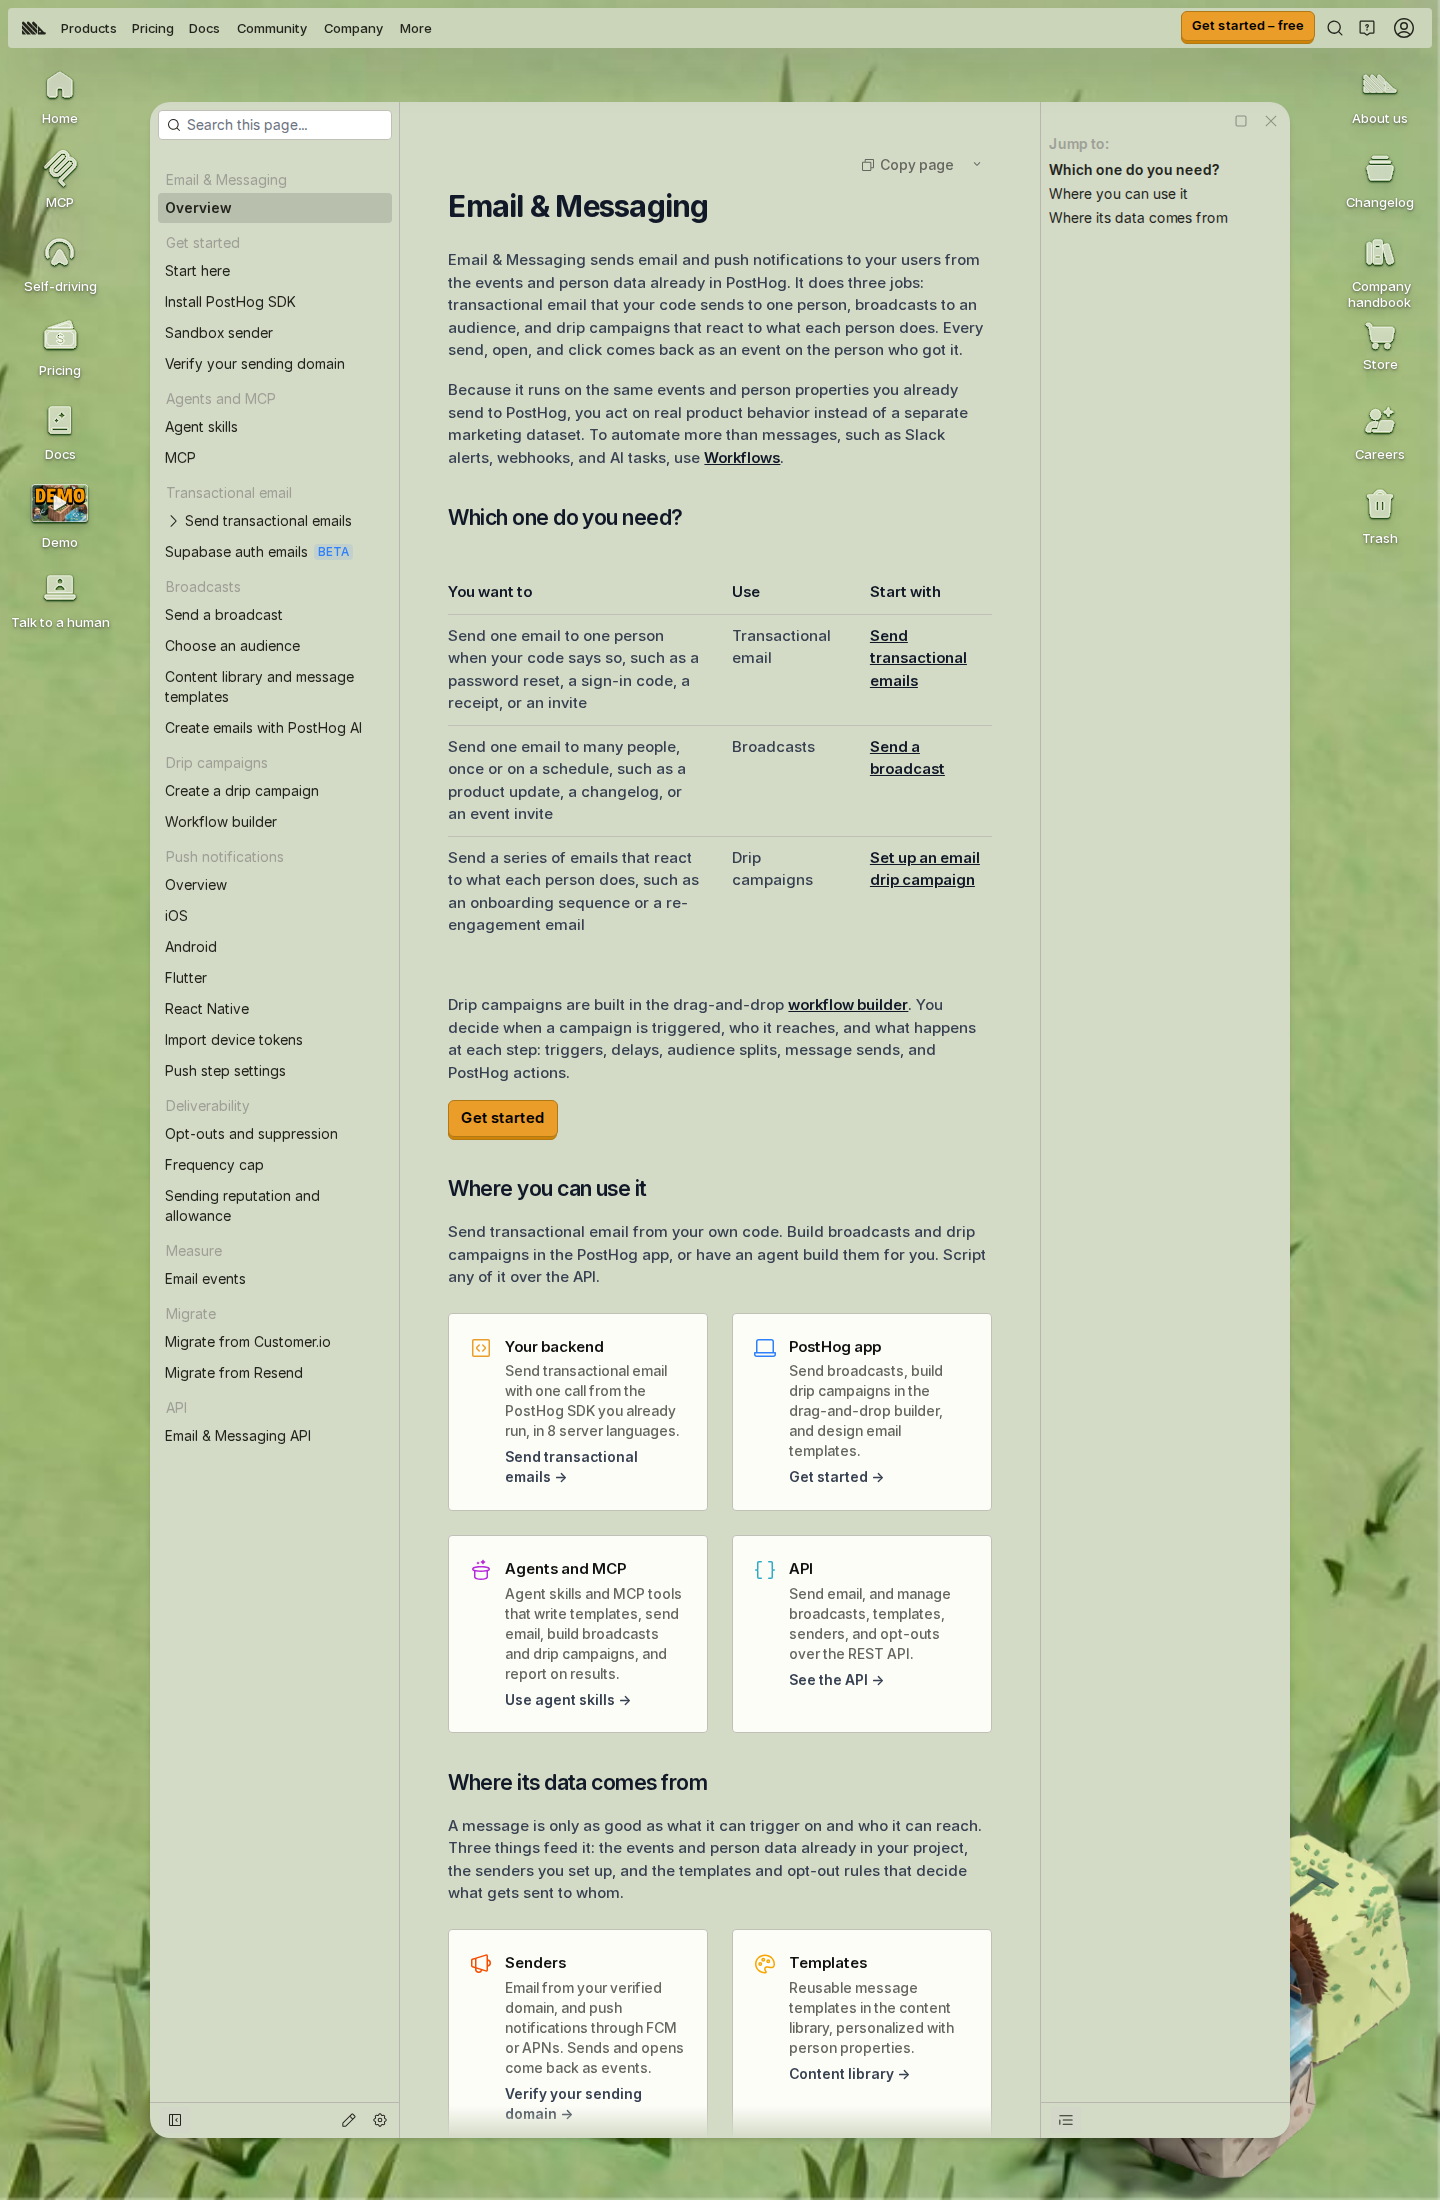 Products Pricing Docs Community Company More
Get started – free
Home
MCP
Self-driving
Pricing
Docs
DEMO
Demo
Talk to a human
About us
Changelog
Company
handbook
Store
Careers
Trash
Search this page...
Email & Messaging
Overview
Get started
Start here
Install PostHog SDK
Sandbox sender
Verify your sending domain
Agents and MCP
Agent skills
MCP
Transactional email
Send transactional emails
Supabase auth emails BETA
Broadcasts
Send a broadcast
Choose an audience
Content library and message
templates
Create emails with PostHog AI
Drip campaigns
Create a drip campaign
Workflow builder
Push notifications
Overview
iOS
Android
Flutter
React Native
Import device tokens
Push step settings
Deliverability
Opt-outs and suppression
Frequency cap
Sending reputation and
allowance
Measure
Email events
Migrate
Migrate from Customer.io
Migrate from Resend
API
Email & Messaging API
Copy page
Email & Messaging
Email & Messaging sends email and push notifications to your users from
the events and person data already in PostHog. It does three jobs:
transactional email that your code sends to one person, broadcasts to an
audience, and drip campaigns that react to what each person does. Every
send, open, and click comes back as an event on the person who got it.
Because it runs on the same events and person properties you already
send to PostHog, you act on real product behavior instead of a separate
marketing dataset. To automate more than messages, such as Slack
alerts, webhooks, and AI tasks, use Workflows.
Which one do you need?
You want to Use Start with
Send one email to one person
when your code says so, such as a
password reset, a sign-in code, a
receipt, or an invite
Transactional
email
Send
transactional
emails
Send one email to many people,
once or on a schedule, such as a
product update, a changelog, or
an event invite
Broadcasts
Send a
broadcast
Send a series of emails that react
to what each person does, such as
an onboarding sequence or a re-
engagement email
Drip
campaigns
Set up an email
drip campaign
Drip campaigns are built in the drag-and-drop workflow builder. You
decide when a campaign is triggered, who it reaches, and what happens
at each step: triggers, delays, audience splits, message sends, and
PostHog actions.
Get started
Where you can use it
Send transactional email from your own code. Build broadcasts and drip
campaigns in the PostHog app, or have an agent build them for you. Script
any of it over the API.
Your backend
Send transactional email
with one call from the
PostHog SDK you already
run, in 8 server languages.
Send transactional
emails →
PostHog app
Send broadcasts, build
drip campaigns in the
drag-and-drop builder,
and design email
templates.
Get started →
Agents and MCP
Agent skills and MCP tools
that write templates, send
email, build broadcasts
and drip campaigns, and
report on results.
Use agent skills →
API
Send email, and manage
broadcasts, templates,
senders, and opt-outs
over the REST API.
See the API →
Where its data comes from
A message is only as good as what it can trigger on and who it can reach.
Three things feed it: the events and person data already in your project,
the senders you set up, and the templates and opt-out rules that decide
what gets sent to whom.
Senders
Email from your verified
domain, and push
notifications through FCM
or APNs. Sends and opens
come back as events.
Verify your sending
domain →
Templates
Reusable message
templates in the content
library, personalized with
person properties.
Content library →
Jump to:
Which one do you need?
Where you can use it
Where its data comes from